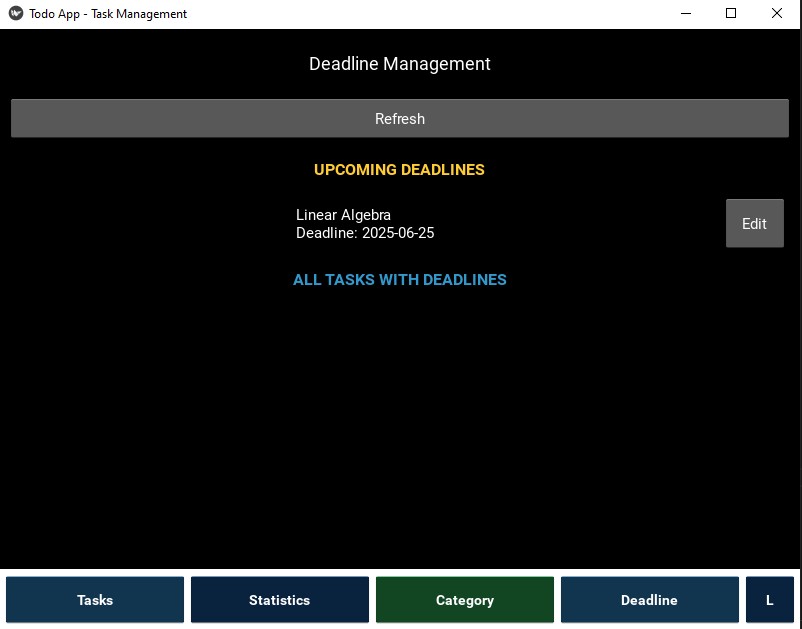 Todo App - Task Management
Deadline Management
Refresh
UPCOMING DEADLINES
Linear Algebra
Deadline: 2025-06-25
Edit
ALL TASKS WITH DEADLINES
Tasks
Statistics
Category
Deadline
L